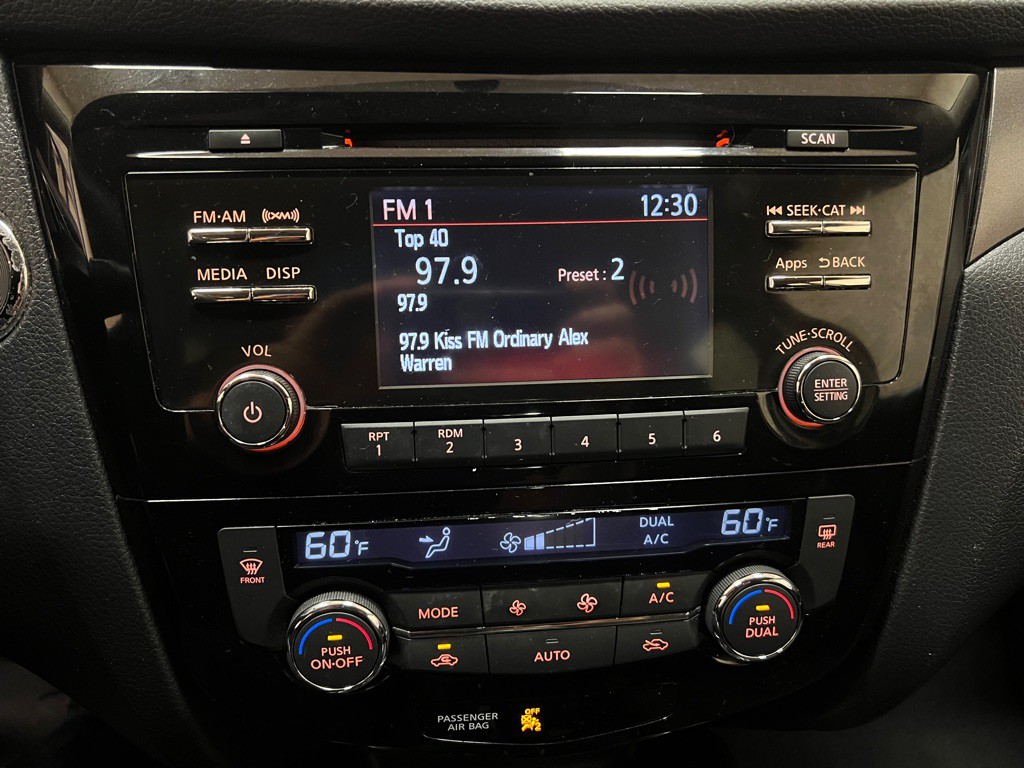 SCAN
FM·AM
((XM))
SEEK·CAT
MEDIA DISP
Apps BACK
FM 1 12:30
Top 40
97.9 Preset : 2
97.9
97.9 Kiss FM Ordinary Alex
Warren
VOL
TUNE·SCROLL
ENTER
SETTING
RPT
1
RDM
2
3
4
5
6
60°F
DUAL
A/C
60°F
FRONT
REAR
MODE
A/C
PUSH
ON·OFF
AUTO
PUSH
DUAL
PASSENGER
AIR BAG
OFF
2